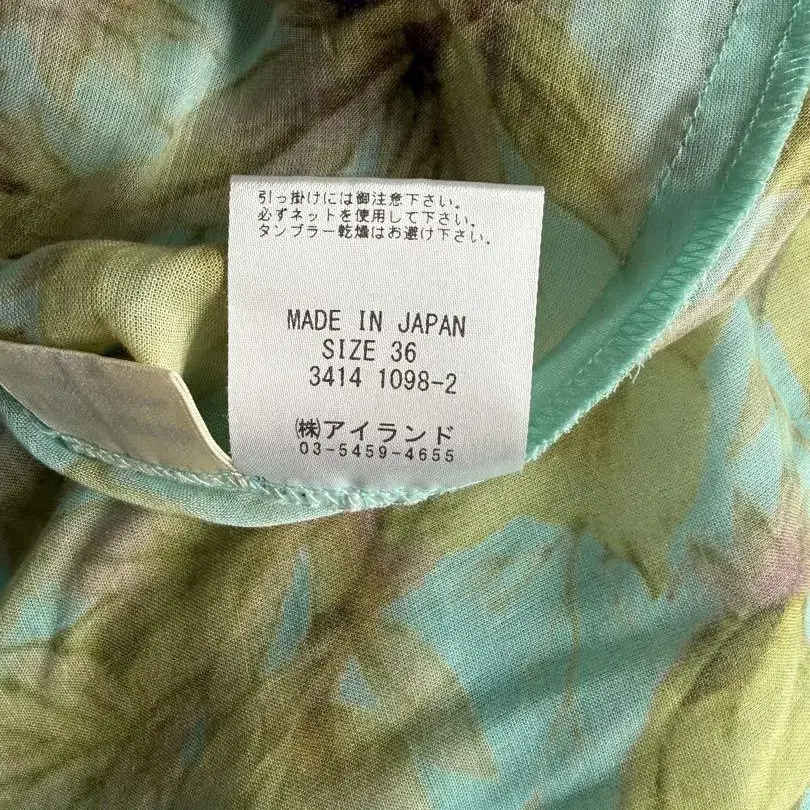 引っ掛けには御注意下さい。
必ずネットを使用して下さい。
タンブラー乾燥はお避け下さい。
MADE IN JAPAN
SIZE 36
3414 1098-2
㈱アイランド
03-5459-4655